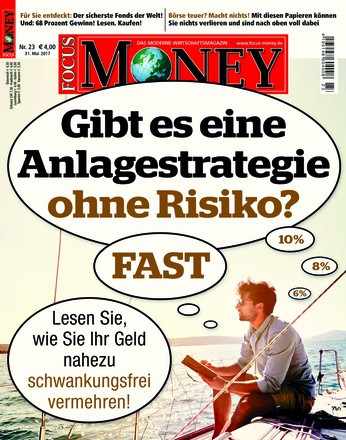 Für Sie entdeckt: Der sicherste Fonds der Welt!
Und: 68 Prozent Gewinn! Lesen. Kaufen!
Börse teuer? Macht nichts! Mit diesen Papieren können
Sie nichts verlieren und sind nach oben voll dabei
MONEY
FOCUS
Nr. 23 € 4,00
31. Mai 2017
DAS MODERNE WIRTSCHAFTSMAGAZIN
www.focus-money.de
FOCUS
MONEY
Gibt es eine
Anlagestrategie
ohne Risiko?
FAST
10%
8%
6%
Lesen Sie,
wie Sie Ihr Geld
nahezu
schwankungsfrei
vermehren!